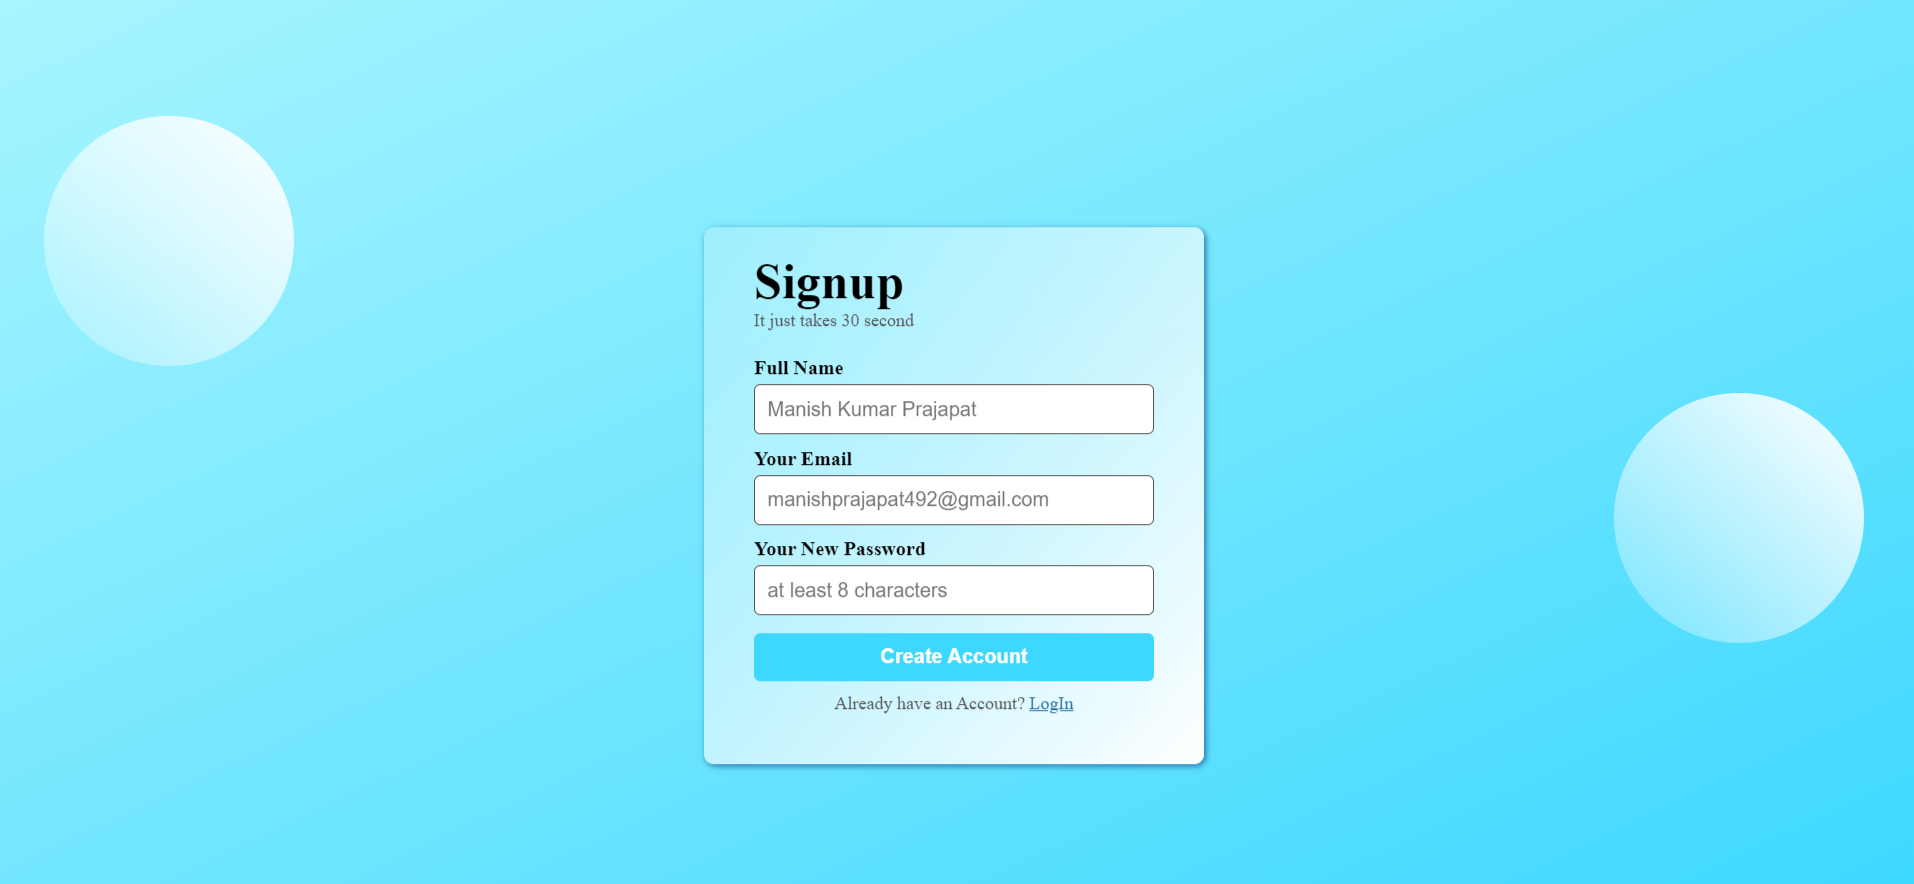 Signup
It just takes 30 second
Full Name
Manish Kumar Prajapat
Your Email
manishprajapat492@gmail.com
Your New Password
at least 8 characters
Create Account
Already have an Account? LogIn